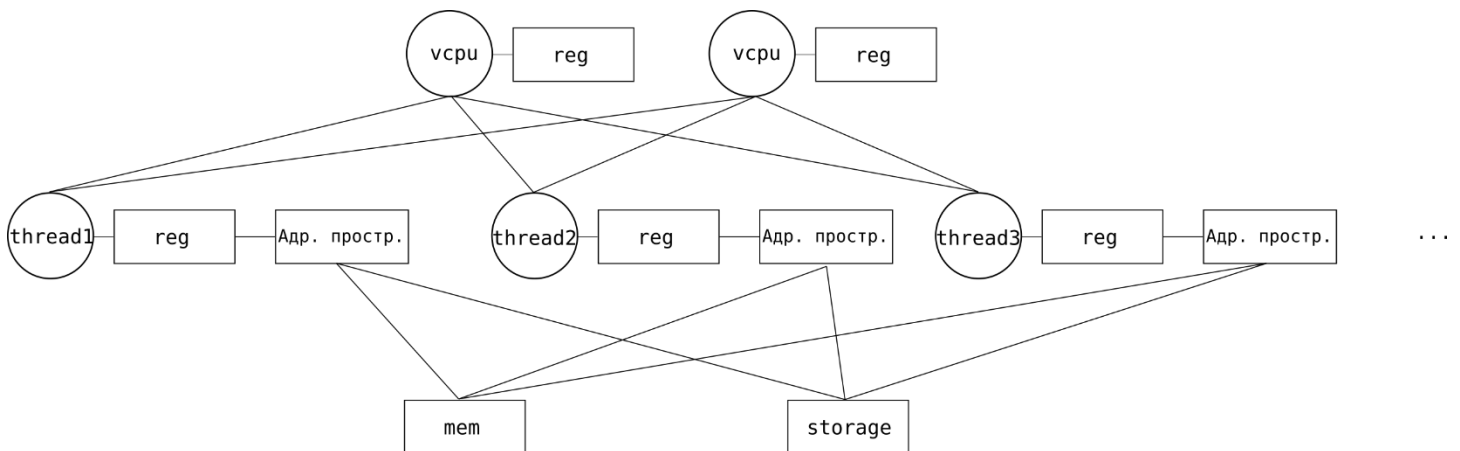 vcpu reg vcpu reg
thread1 reg Адр. простр. thread2 reg Адр. простр. thread3 reg Адр. простр. ...
mem storage